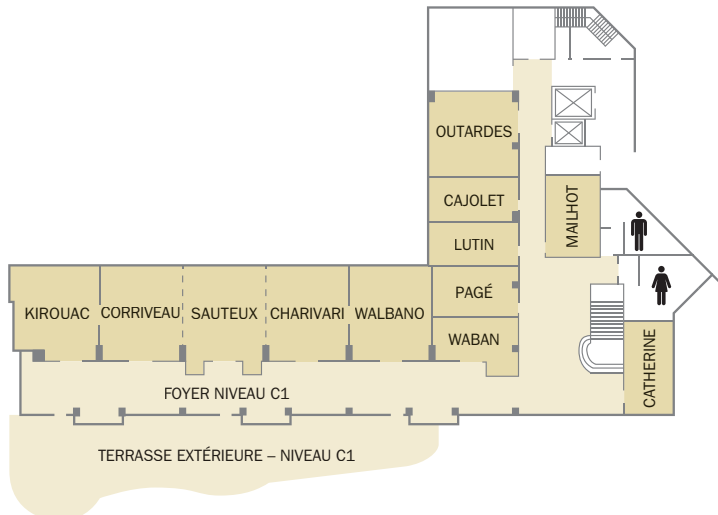 OUTARDES
CAJOLET
MAILHOT
LUTIN
PAGÉ
KIROUAC
CORRIVEAU
SAUTEUX
CHARIVARI
WALBANO
WABAN
CATHERINE
FOYER NIVEAU C1
TERRASSE EXTÉRIEURE – NIVEAU C1